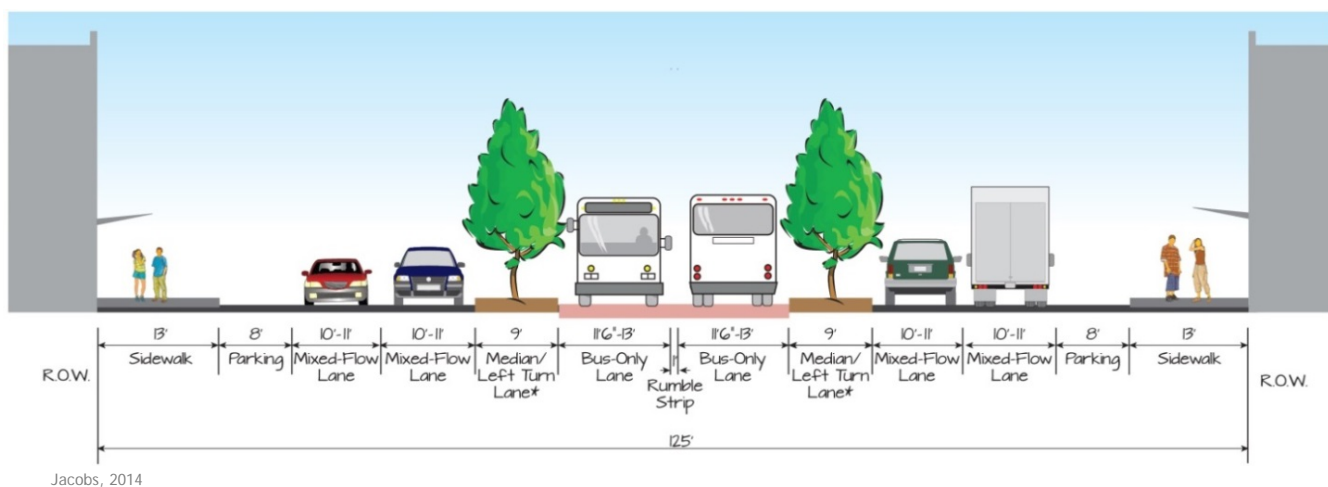 13'
8'
10'-11'
10'-11'
9'
11'6"-13'
1'
11'6"-13'
9'
10'-11'
10'-11'
8'
13'
Sidewalk
Parking
Mixed-Flow
Lane
Mixed-Flow
Lane
Median/
Left Turn
Lane*
Bus-Only
Lane
Rumble
Strip
Bus-Only
Lane
Median/
Left Turn
Lane*
Mixed-Flow
Lane
Mixed-Flow
Lane
Parking
Sidewalk
R.O.W.
R.O.W.
125'
Jacobs, 2014